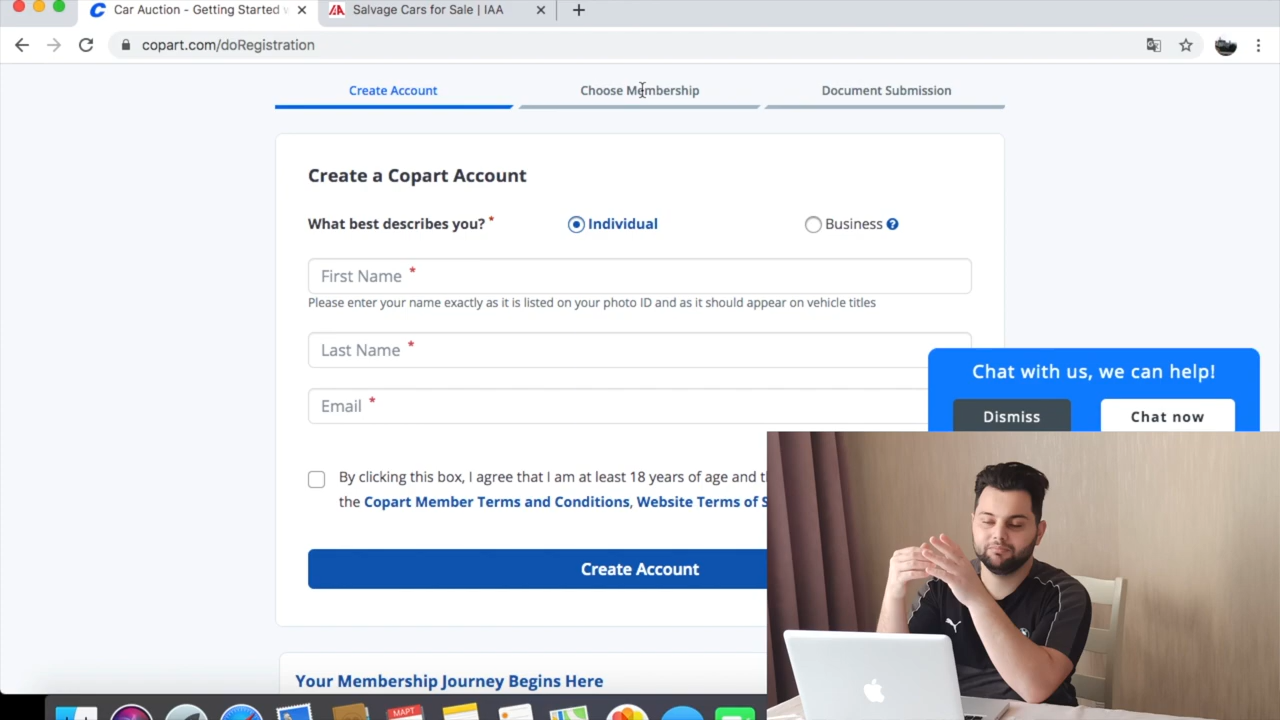 Car Auction - Getting Started
Salvage Cars for Sale | IAA
copart.com/doRegistration
Create Account
Choose Membership
Document Submission
Create a Copart Account
What best describes you? *
Individual
Business
First Name *
Please enter your name exactly as it is listed on your photo ID and as it should appear on vehicle titles
Last Name *
Email *
Chat with us, we can help!
Dismiss
Chat now
By clicking this box, I agree that I am at least 18 years of age and
the Copart Member Terms and Conditions, Website Terms of
Create Account
Your Membership Journey Begins Here
МАРТ